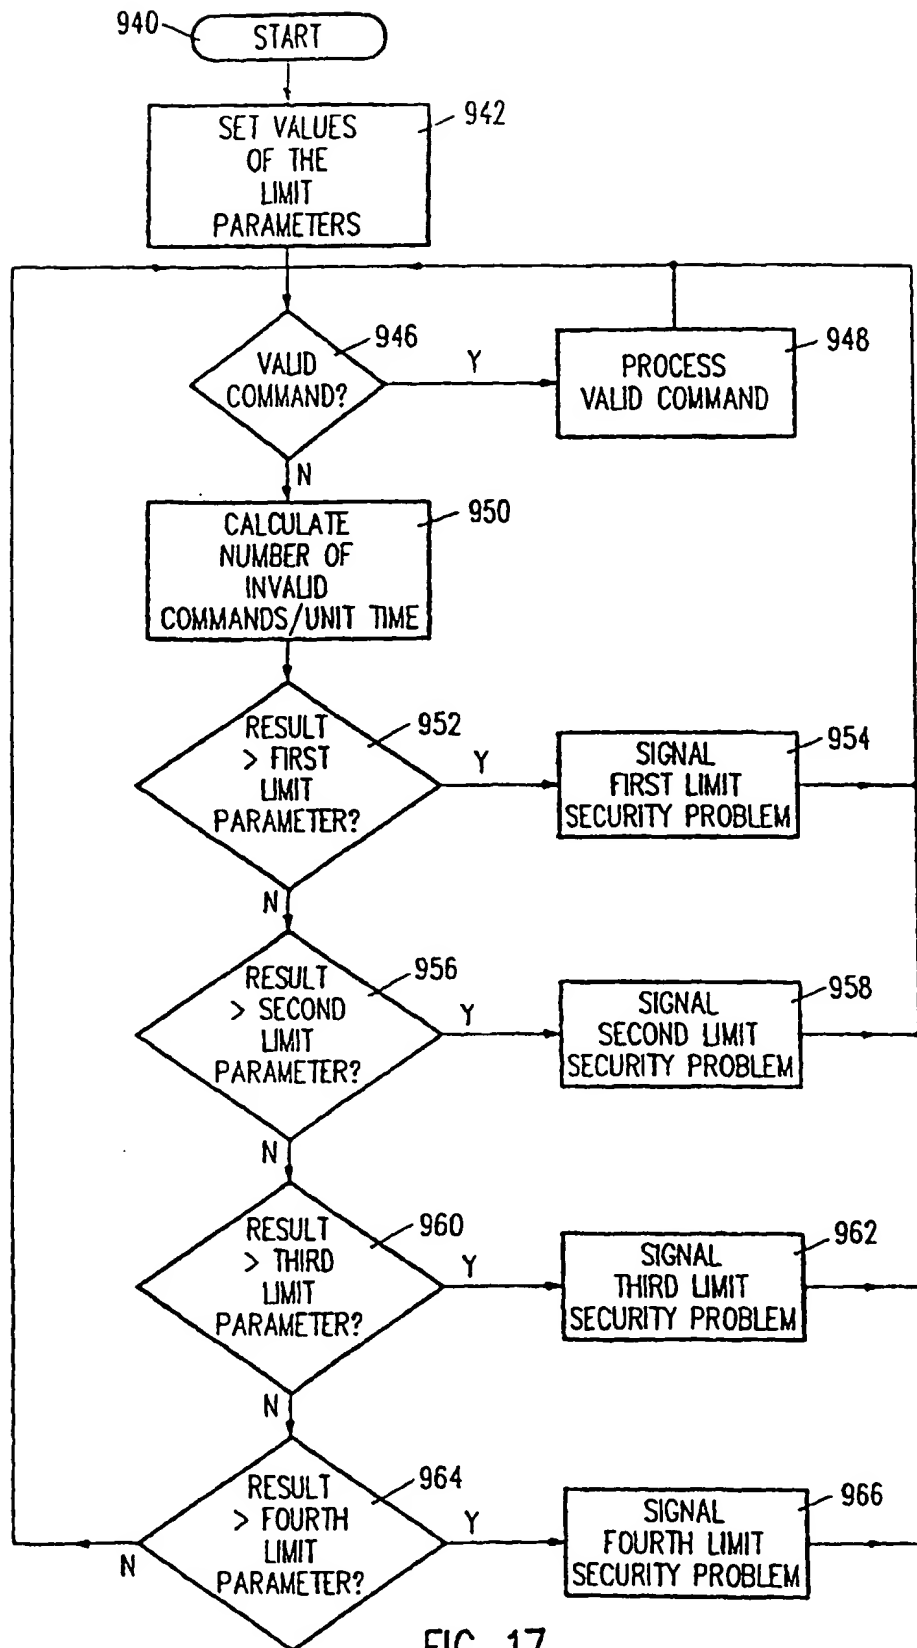 940
START
942
SET VALUES
OF THE
LIMIT
PARAMETERS
946
VALID
COMMAND?
Y
948
PROCESS
VALID COMMAND
N
950
CALCULATE
NUMBER OF
INVALID
COMMANDS/UNIT TIME
952
RESULT
> FIRST
LIMIT
PARAMETER?
Y
954
SIGNAL
FIRST LIMIT
SECURITY PROBLEM
N
956
RESULT
> SECOND
LIMIT
PARAMETER?
Y
958
SIGNAL
SECOND LIMIT
SECURITY PROBLEM
N
960
RESULT
> THIRD
LIMIT
PARAMETER?
Y
962
SIGNAL
THIRD LIMIT
SECURITY PROBLEM
N
964
RESULT
> FOURTH
LIMIT
PARAMETER?
Y
966
SIGNAL
FOURTH LIMIT
SECURITY PROBLEM
N
FIG. 17